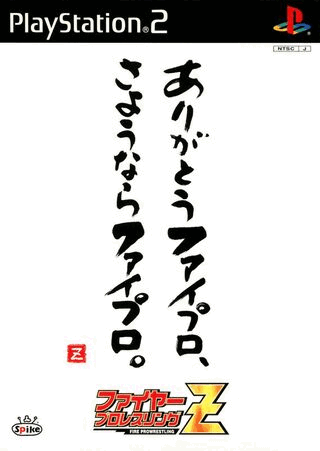 PlayStation®2
NTSC J
ありがとうファイプロ、
さようならファイプロ。
Z
ファイヤー
プロレスリング
Z
FIRE PROWRESTLING
Spike